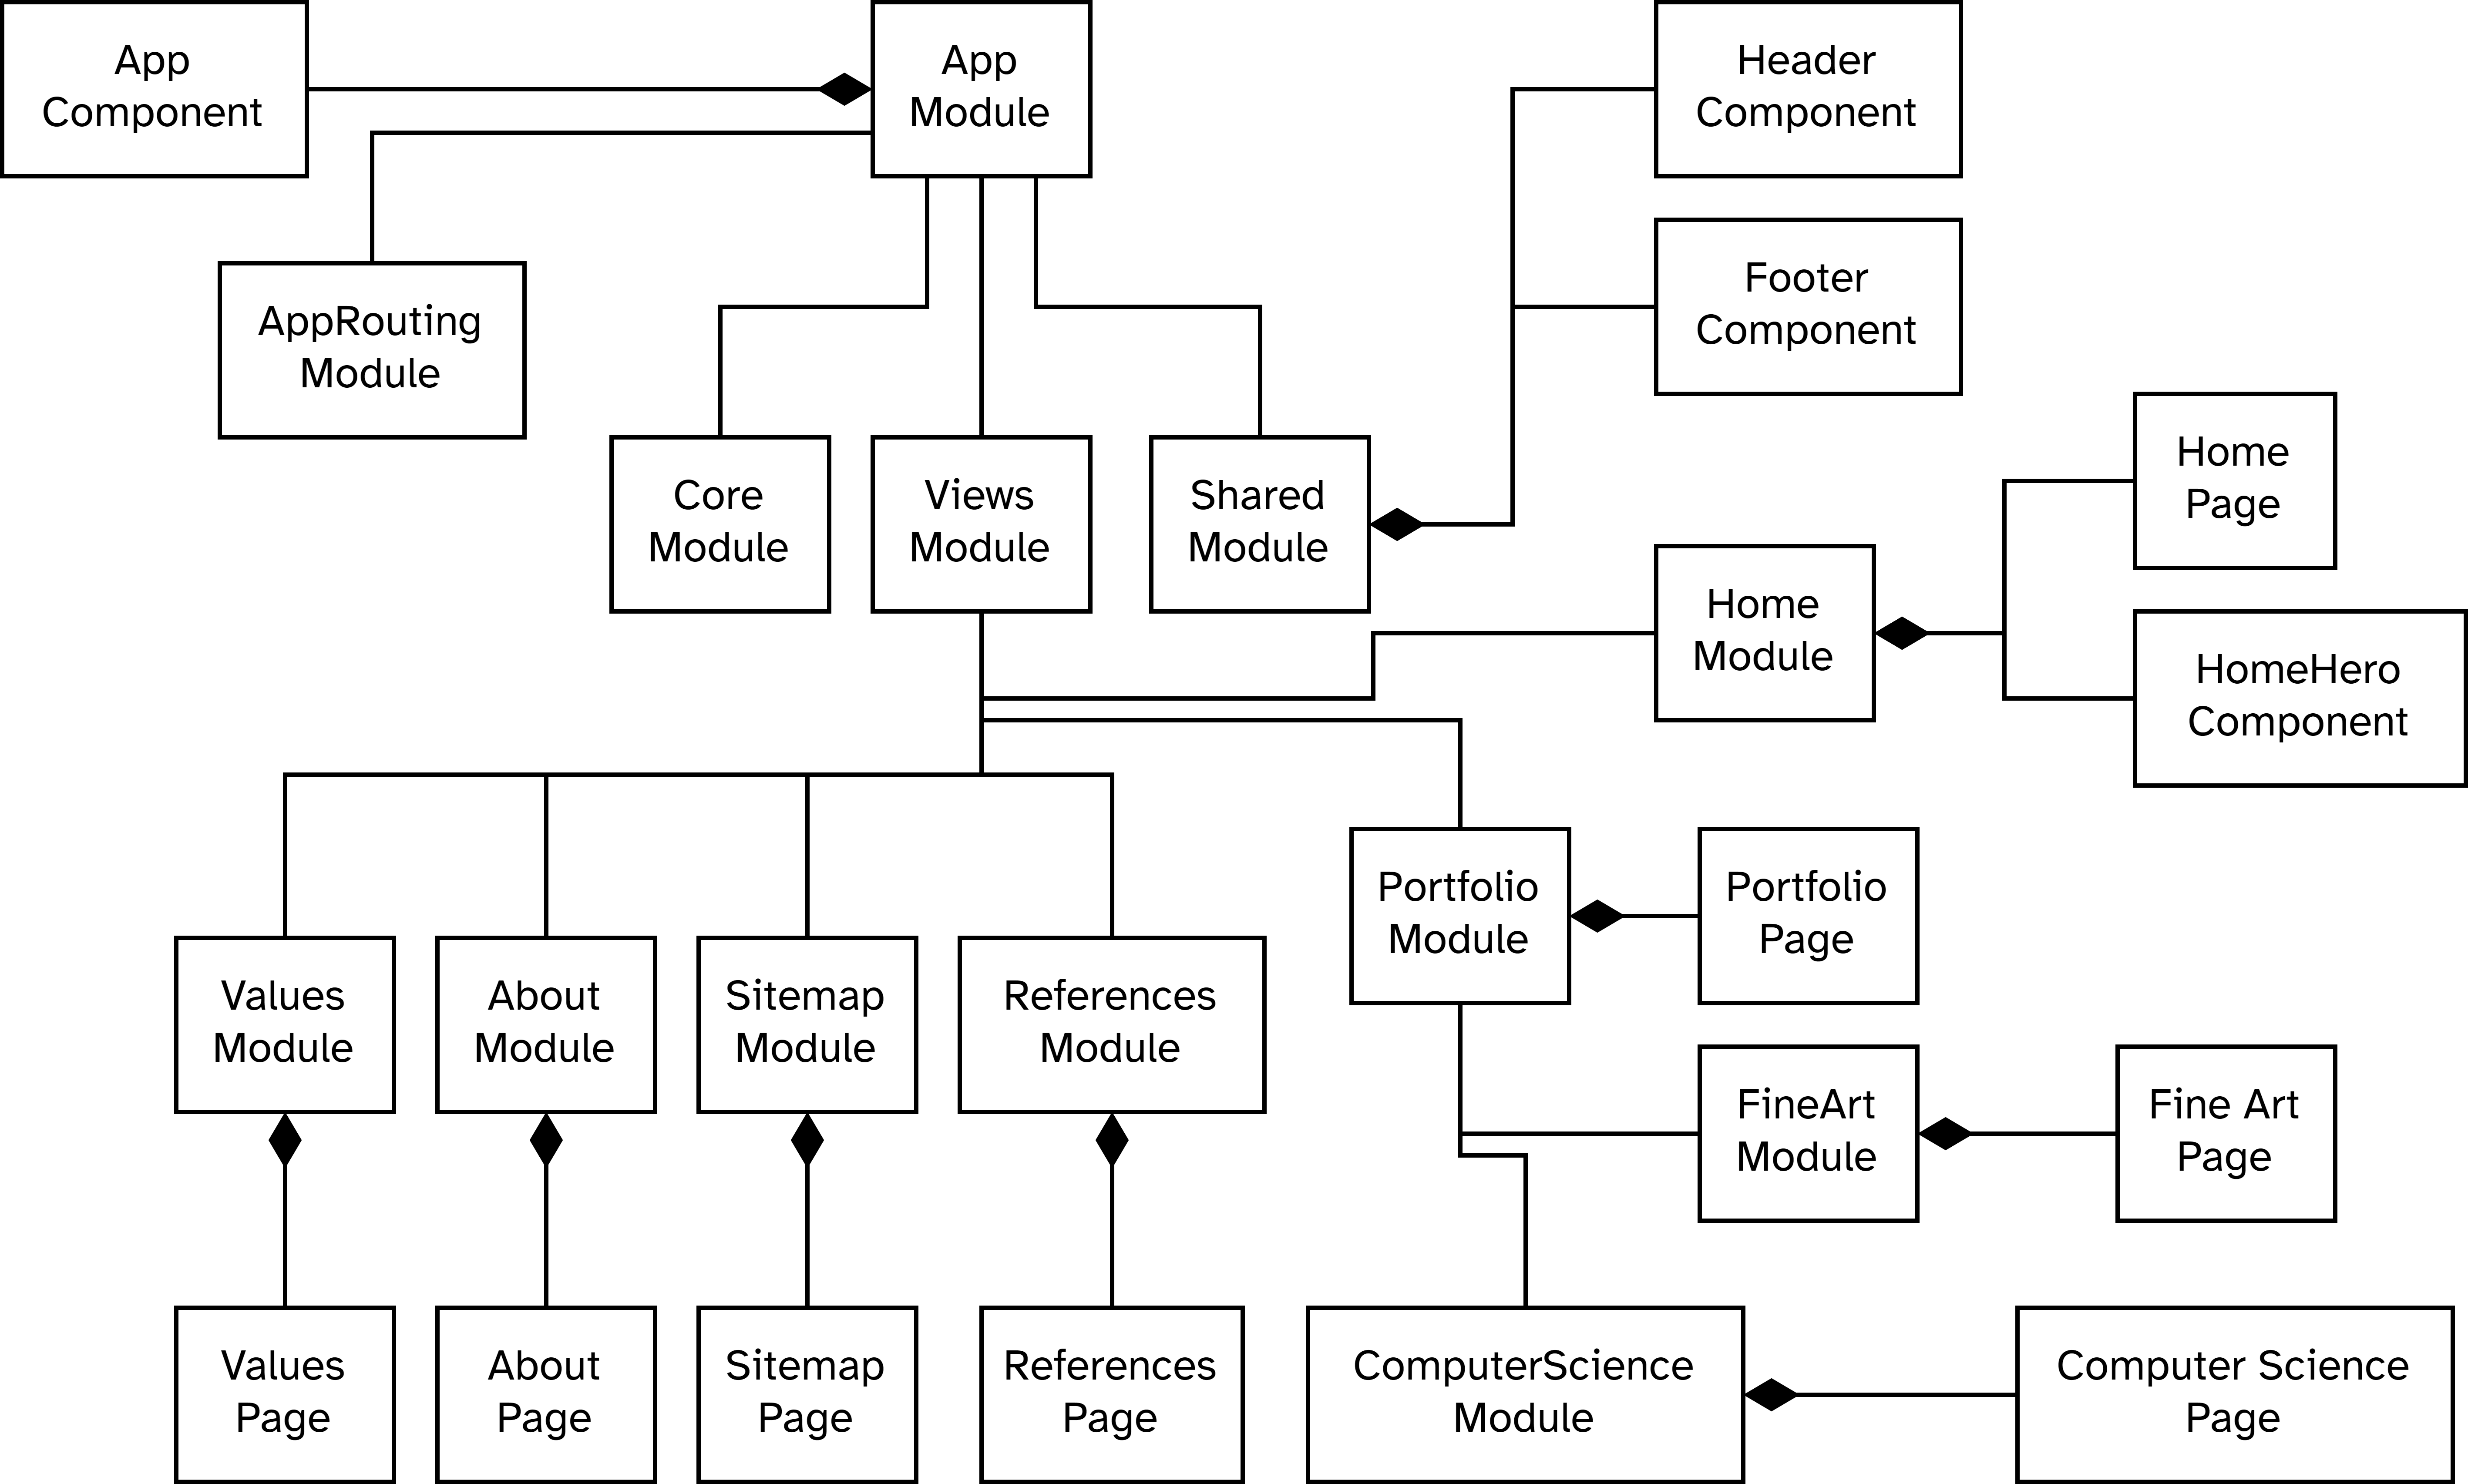 App
Component
App
Module
Header
Component
Footer
Component
AppRouting
Module
Core
Module
Views
Module
Shared
Module
Home
Page
Home
Module
HomeHero
Component
Portfolio
Module
Portfolio
Page
Values
Module
About
Module
Sitemap
Module
References
Module
FineArt
Module
Fine Art
Page
Values
Page
About
Page
Sitemap
Page
References
Page
ComputerScience
Module
Computer Science
Page